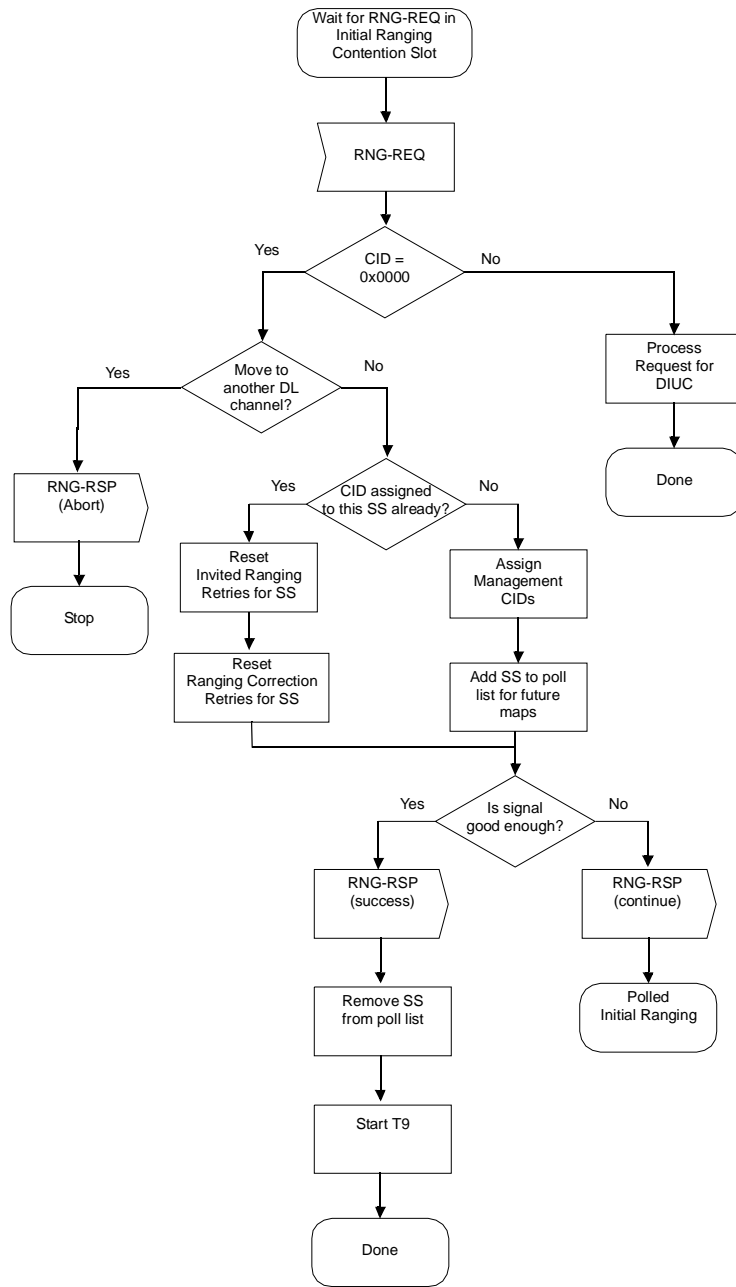 Wait for RNG-REQ in
Initial Ranging
Contention Slot
RNG-REQ
Yes
CID =
0x0000
No
Process
Request for
DIUC
Done
Yes
Move to
another DL
channel?
No
RNG-RSP
(Abort)
Stop
Yes
CID assigned
to this SS already?
No
Reset
Invited Ranging
Retries for SS
Reset
Ranging Correction
Retries for SS
Assign
Management
CIDs
Add SS to poll
list for future
maps
Yes
Is signal
good enough?
No
RNG-RSP
(success)
RNG-RSP
(continue)
Remove SS
from poll list
Polled
Initial Ranging
Start T9
Done